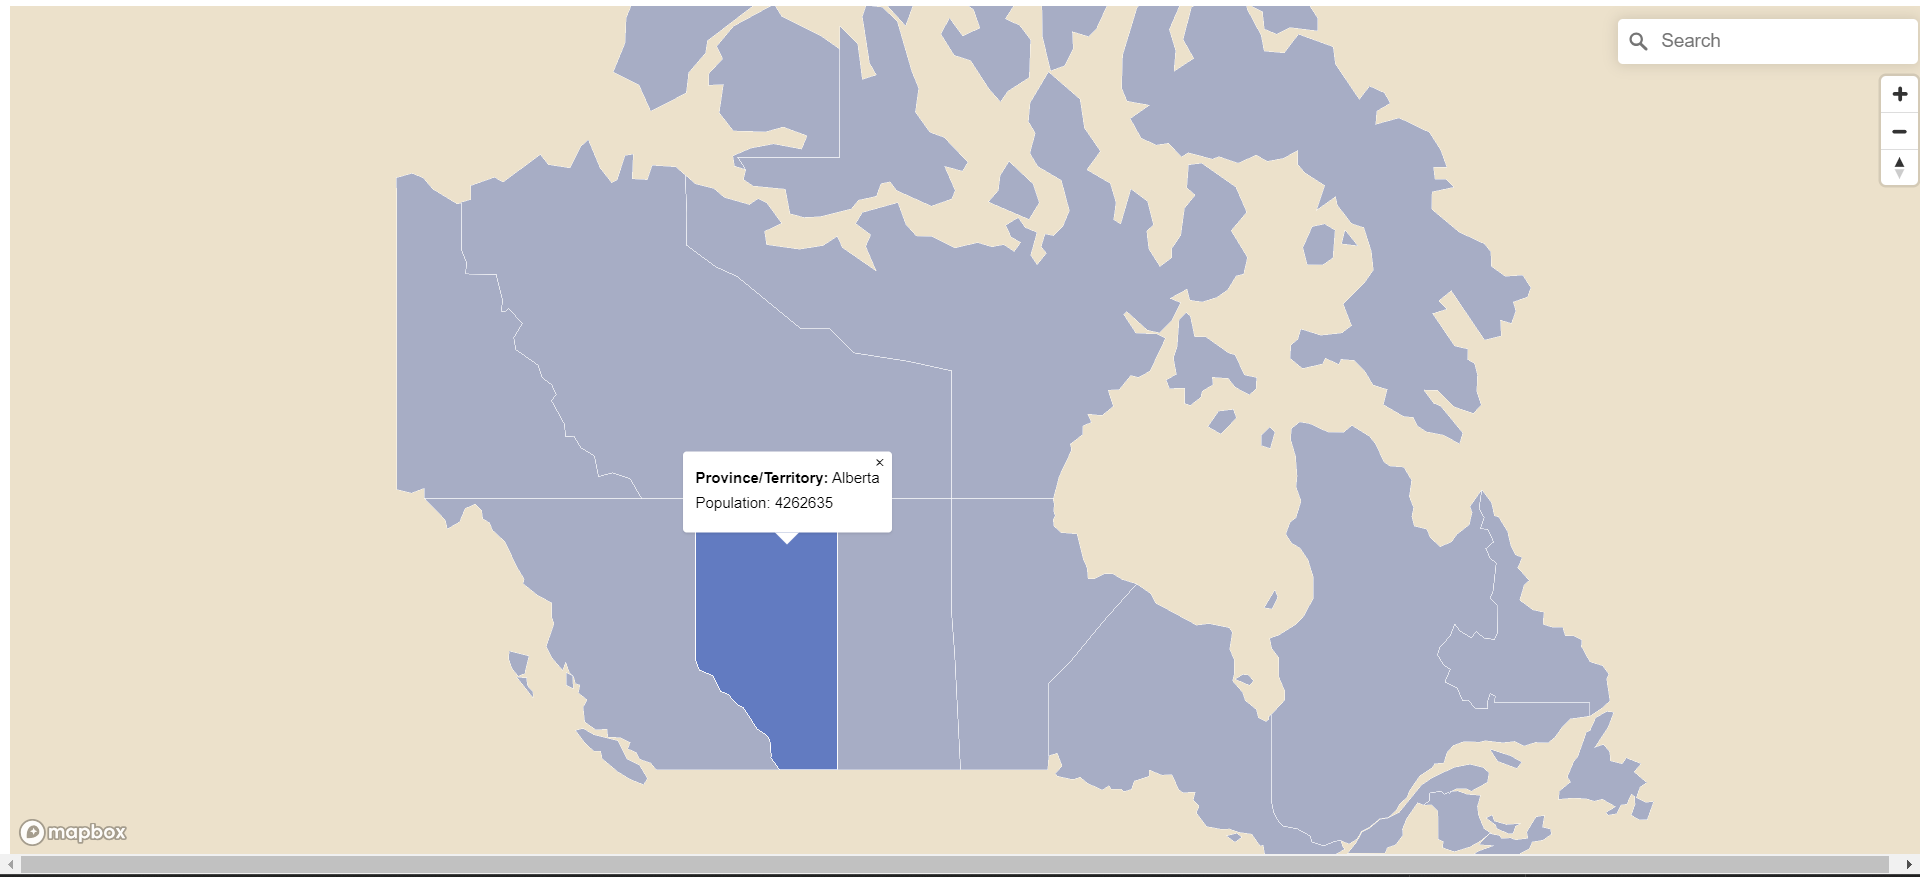 Search
Province/Territory: Alberta
Population: 4262635
mapbox